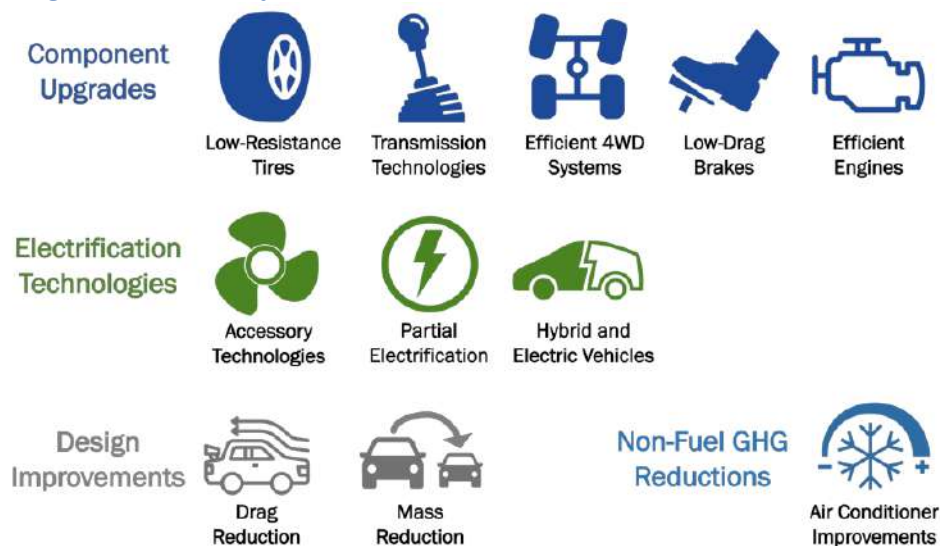 Component
Upgrades
Low-Resistance
Tires
Transmission
Technologies
Efficient 4WD
Systems
Low-Drag
Brakes
Efficient
Engines
Electrification
Technologies
Accessory
Technologies
Partial
Electrification
Hybrid and
Electric Vehicles
Design
Improvements
Drag
Reduction
Mass
Reduction
Non-Fuel GHG
Reductions
- +
Air Conditioner
Improvements